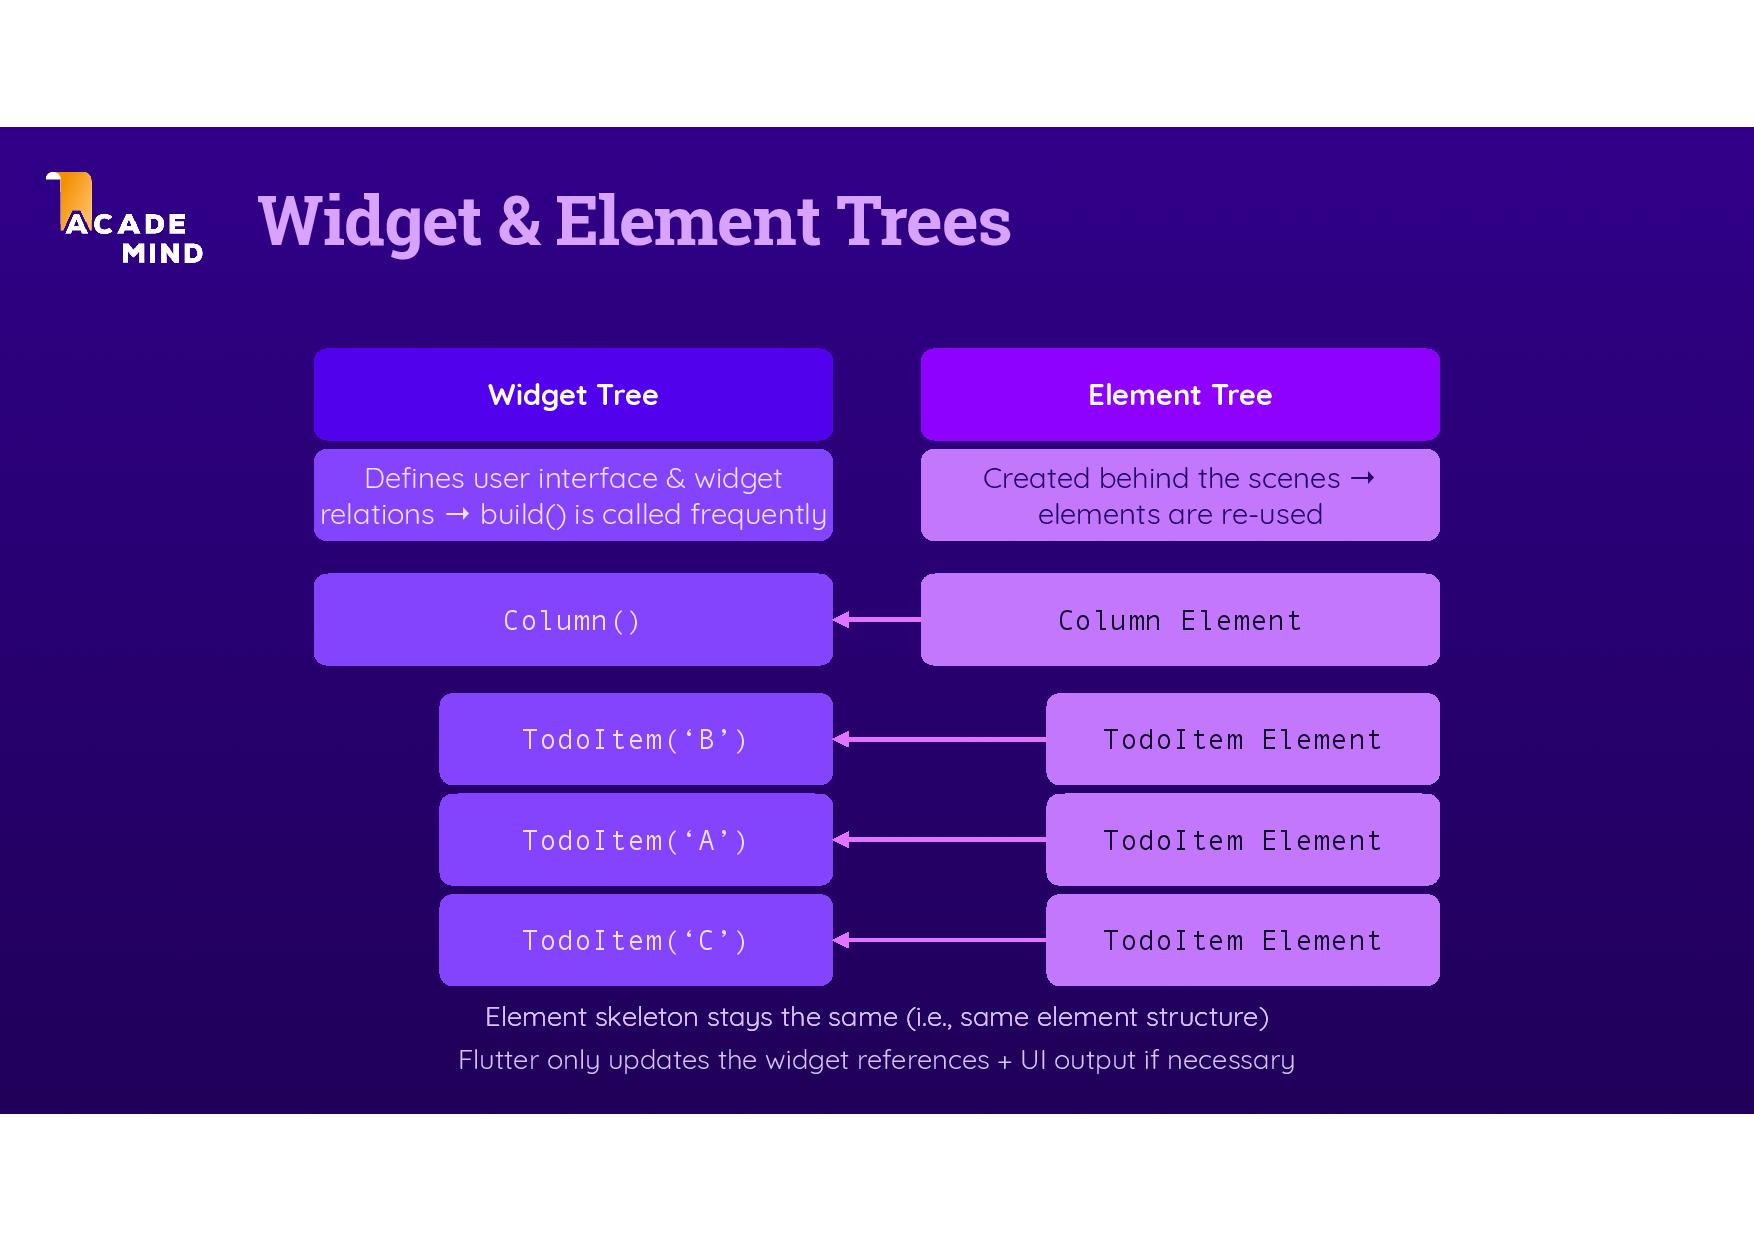 ACADE
MIND
Widget & Element Trees
Widget Tree
Element Tree
Defines user interface & widget
relations → build() is called frequently
Created behind the scenes →
elements are re-used
Column()
Column Element
TodoItem(‘B’)
TodoItem Element
TodoItem(‘A’)
TodoItem Element
TodoItem(‘C’)
TodoItem Element
Element skeleton stays the same (i.e., same element structure)
Flutter only updates the widget references + UI output if necessary